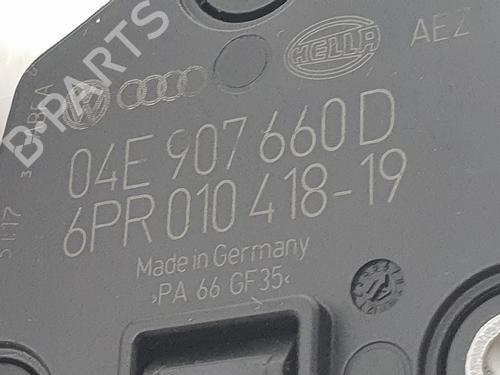 HELLA
AEZ
04E 907 660 D
6PR 010 418-19
Made in Germany
>PA 66 GF35<
B-PARTS